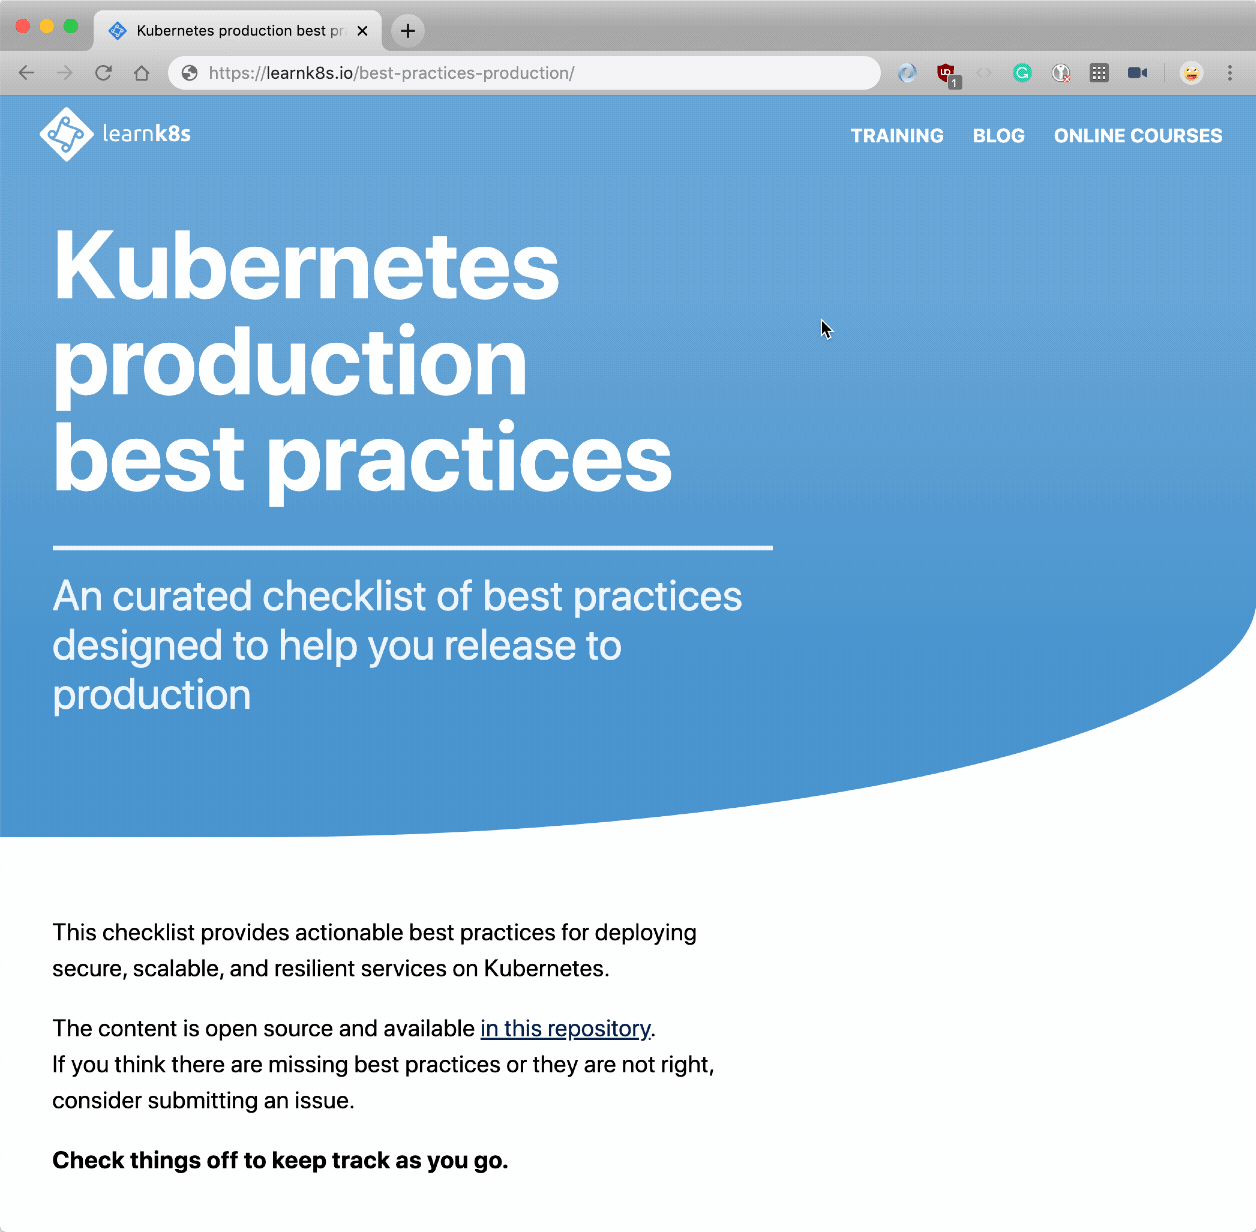 Kubernetes production best pr
https://learnk8s.io/best-practices-production/
1
learnk8s
TRAINING BLOG ONLINE COURSES
Kubernetes
production
best practices
An curated checklist of best practices
designed to help you release to
production
This checklist provides actionable best practices for deploying
secure, scalable, and resilient services on Kubernetes.
The content is open source and available in this repository.
If you think there are missing best practices or they are not right,
consider submitting an issue.
Check things off to keep track as you go.